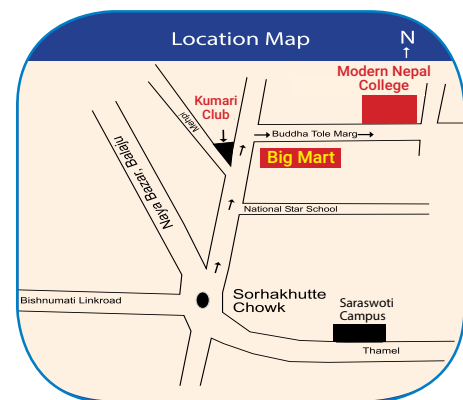 Location Map
N
Modern Nepal
College
Kumari
Club
Mehpi
Buddha Tole Marg
Big Mart
Naya Bazar, Balaju
National Star School
Sorhakhutte
Chowk
Bishnumati Linkroad
Saraswoti
Campus
Thamel